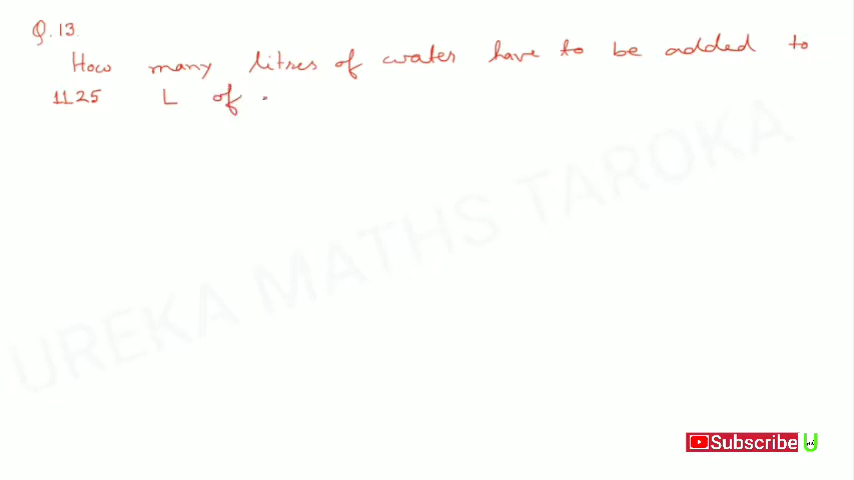 Q.13.
How many litres of water have to be added to
1125 L of
UREKA MATHS TAROKA
Subscribe